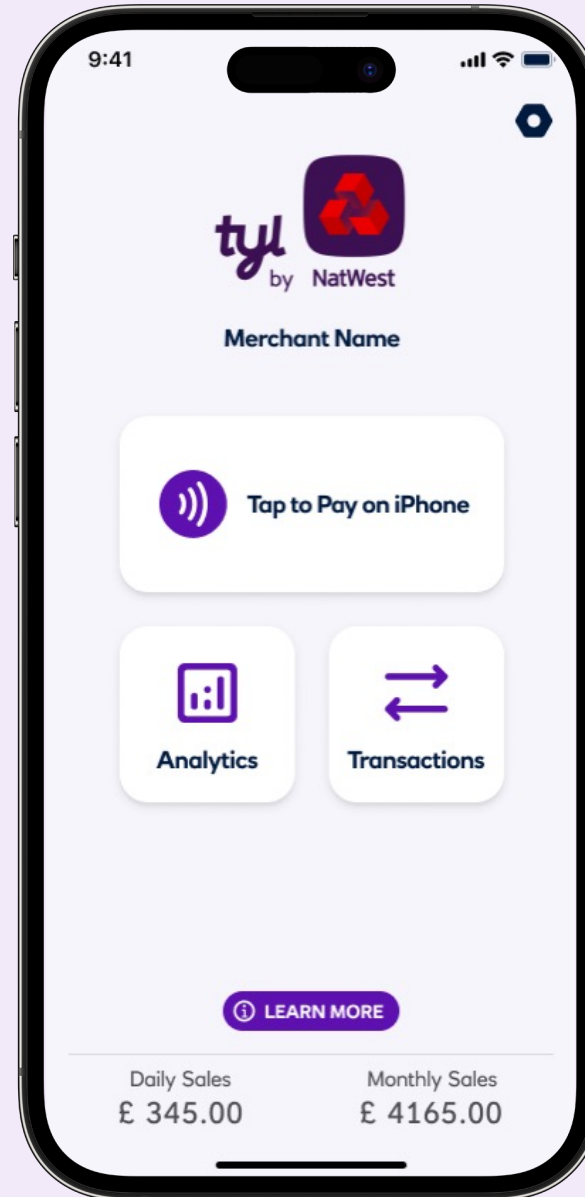 9:41
tyl
by NatWest
Merchant Name
Tap to Pay on iPhone
Analytics
Transactions
LEARN MORE
Daily Sales Monthly Sales
£ 345.00 £ 4165.00